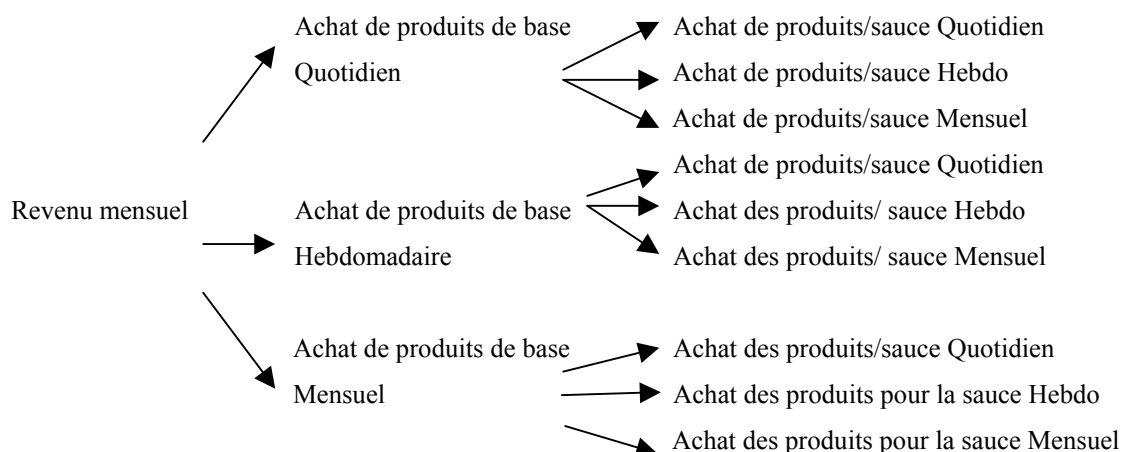 Achat de produits de base
Quotidien
Achat de produits/sauce Quotidien
Achat de produits/sauce Hebdo
Achat de produits/sauce Mensuel
Revenu mensuel
Achat de produits de base
Hebdomadaire
Achat de produits/sauce Quotidien
Achat des produits/ sauce Hebdo
Achat des produits/ sauce Mensuel
Achat de produits de base
Mensuel
Achat des produits/sauce Quotidien
Achat des produits pour la sauce Hebdo
Achat des produits pour la sauce Mensuel